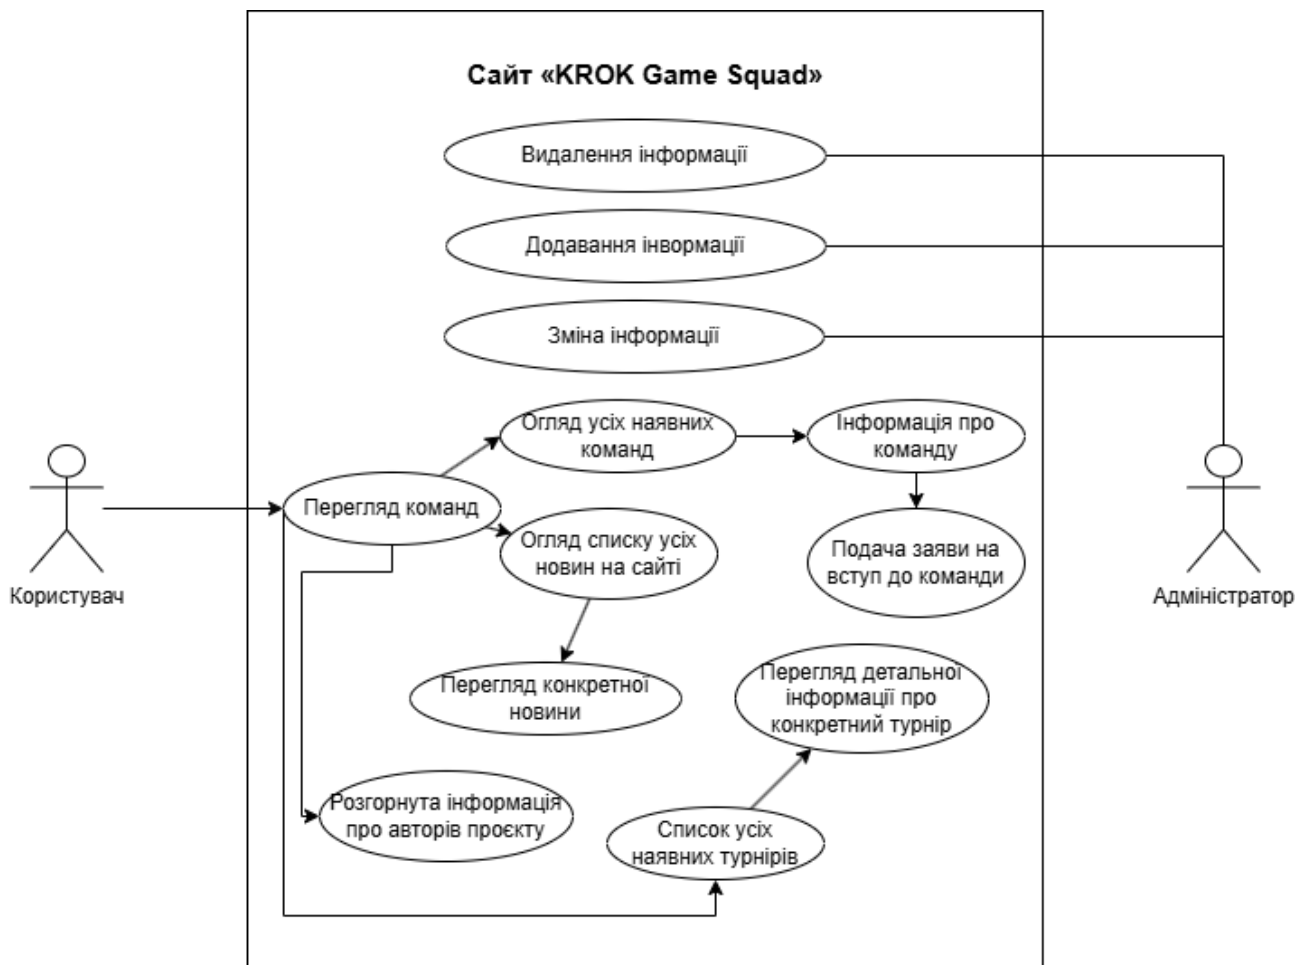 Сайт «KROK Game Squad»
Видалення інформації
Додавання інвормації
Зміна інформації
Огляд усіх наявних
команд
Інформація про
команду
Перегляд команд
Огляд списку усіх
новин на сайті
Подача заяви на
вступ до команди
Користувач
Адміністратор
Перегляд конкретної
новини
Перегляд детальної
інформації про
конкретний турнір
Розгорнута інформація
про авторів проєкту
Список усіх
наявних турнірів